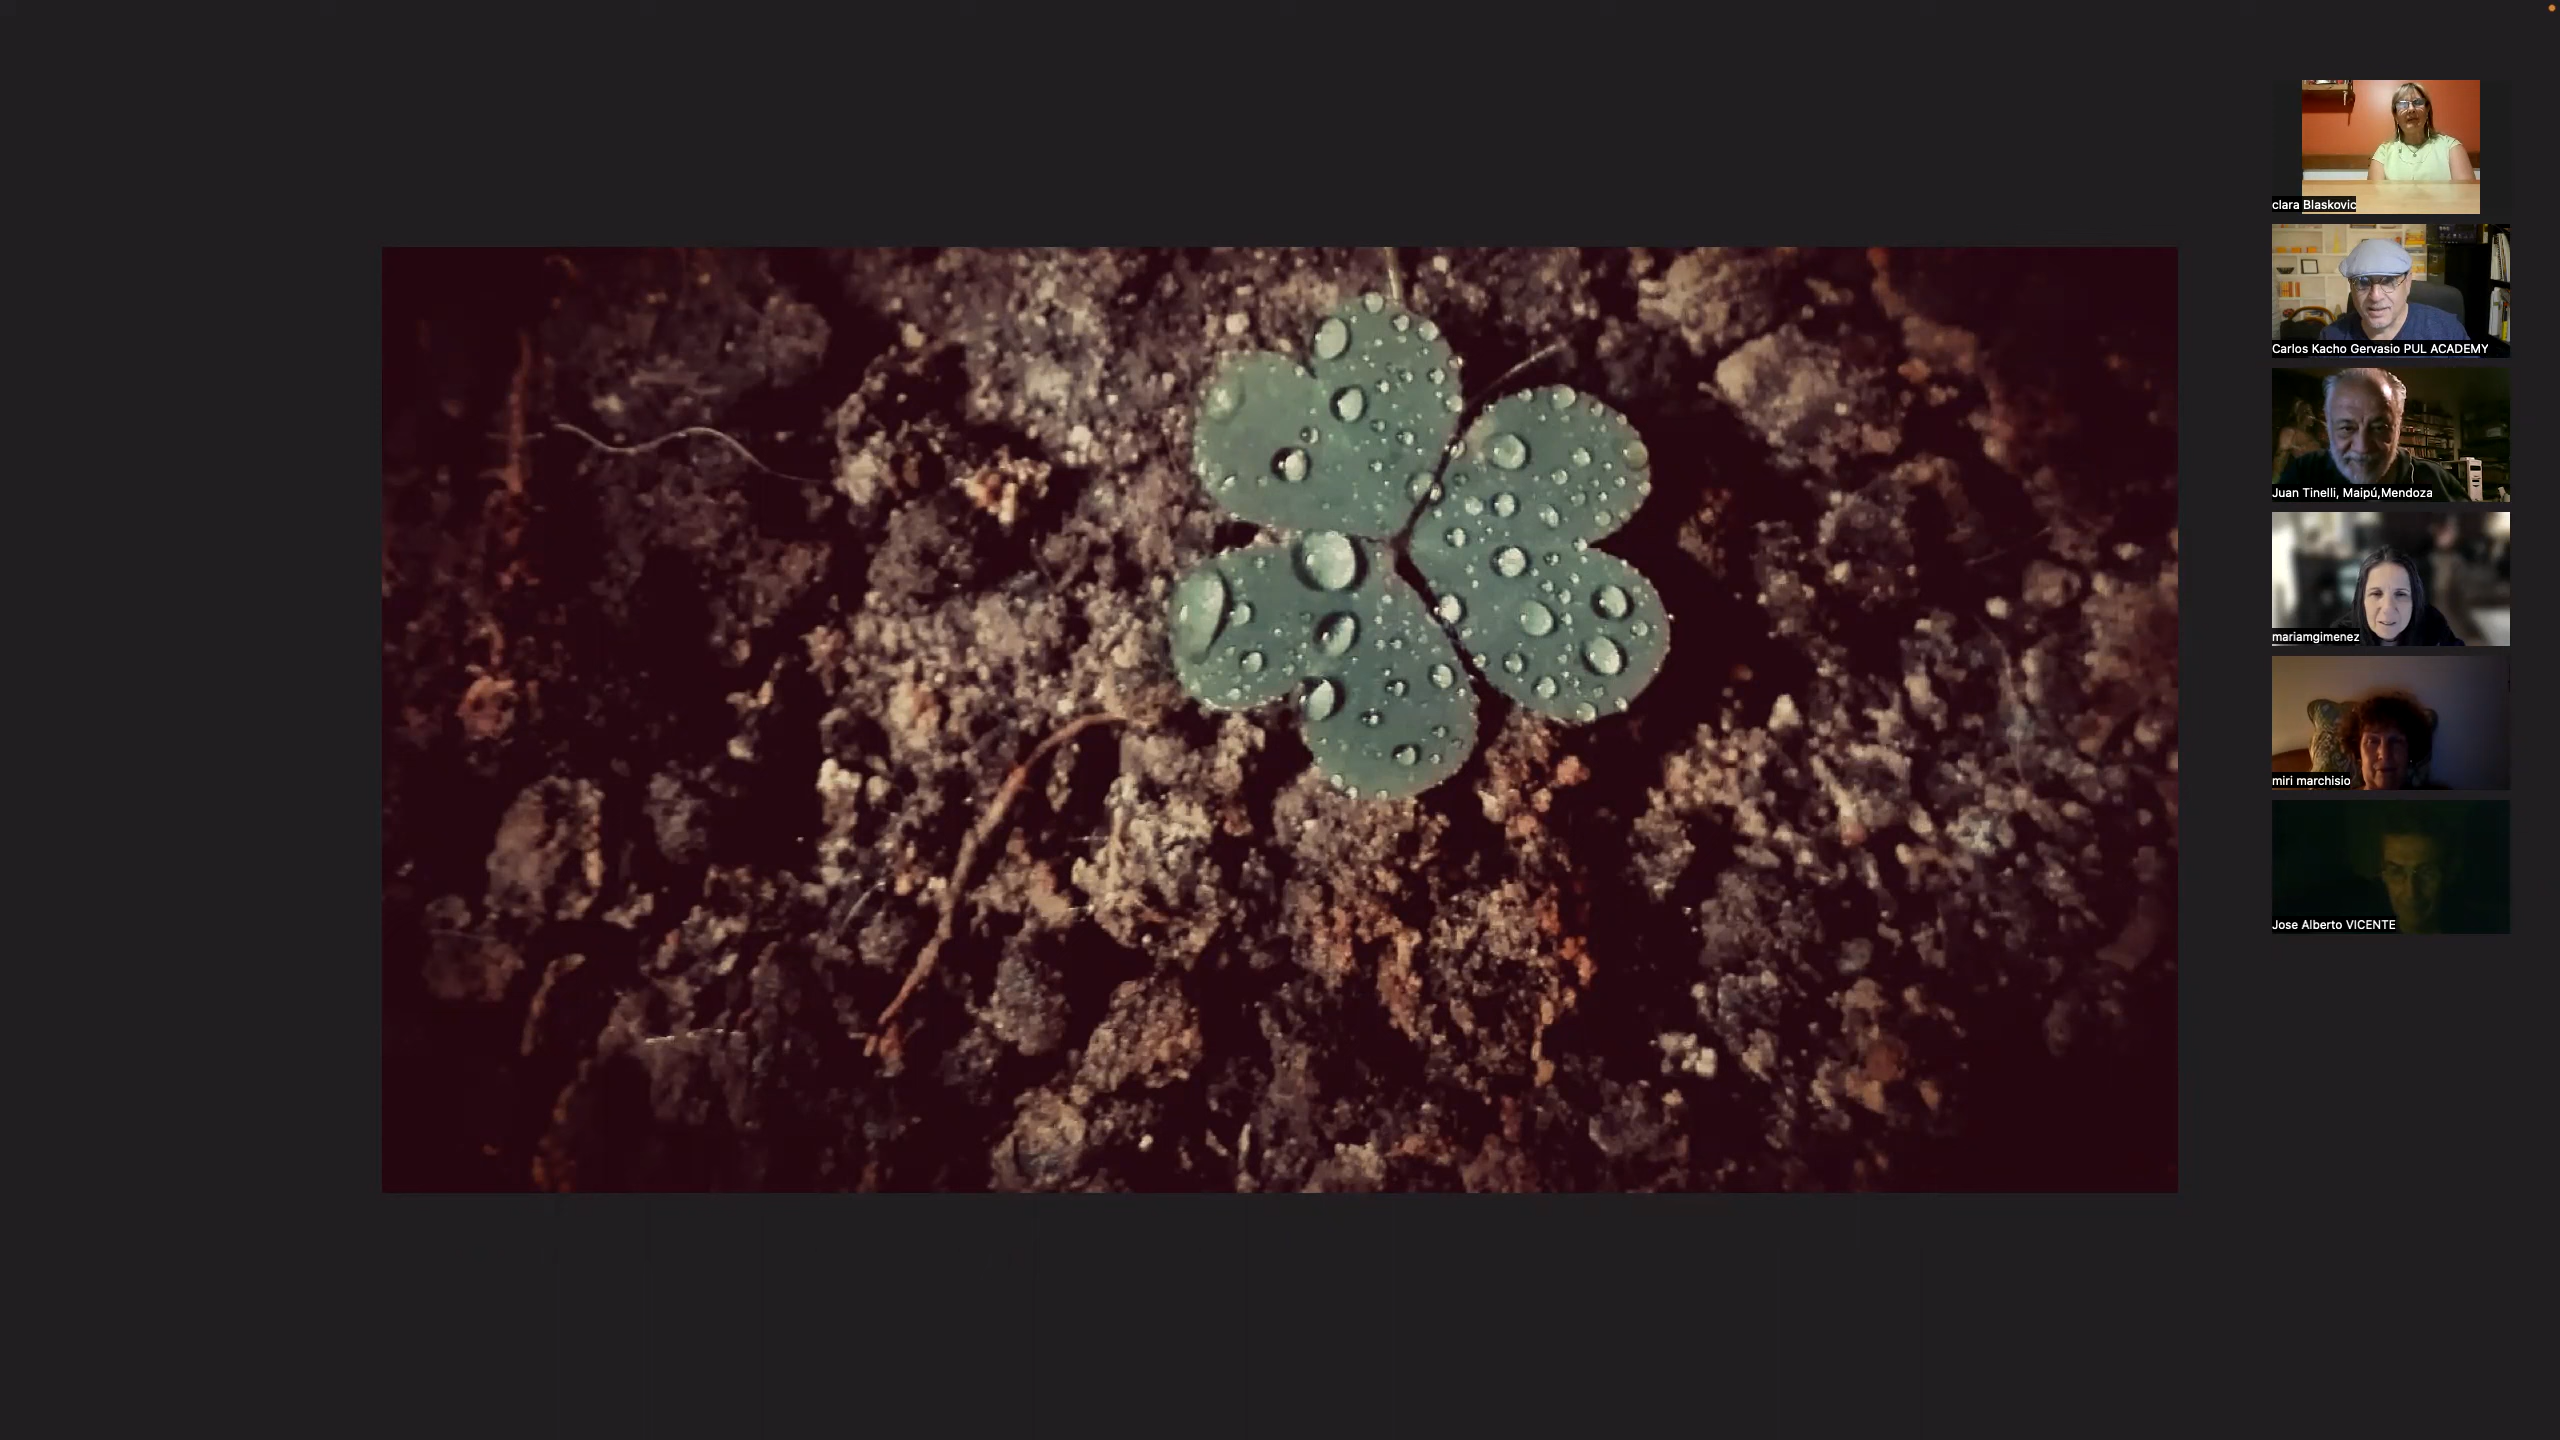 clara Blaskovic
Carlos Kacho Gervasio PUL ACADEMY
Juan Tinelli, Maipú,Mendoza
mariamgimenez
miri marchisio
Jose Alberto VICENTE